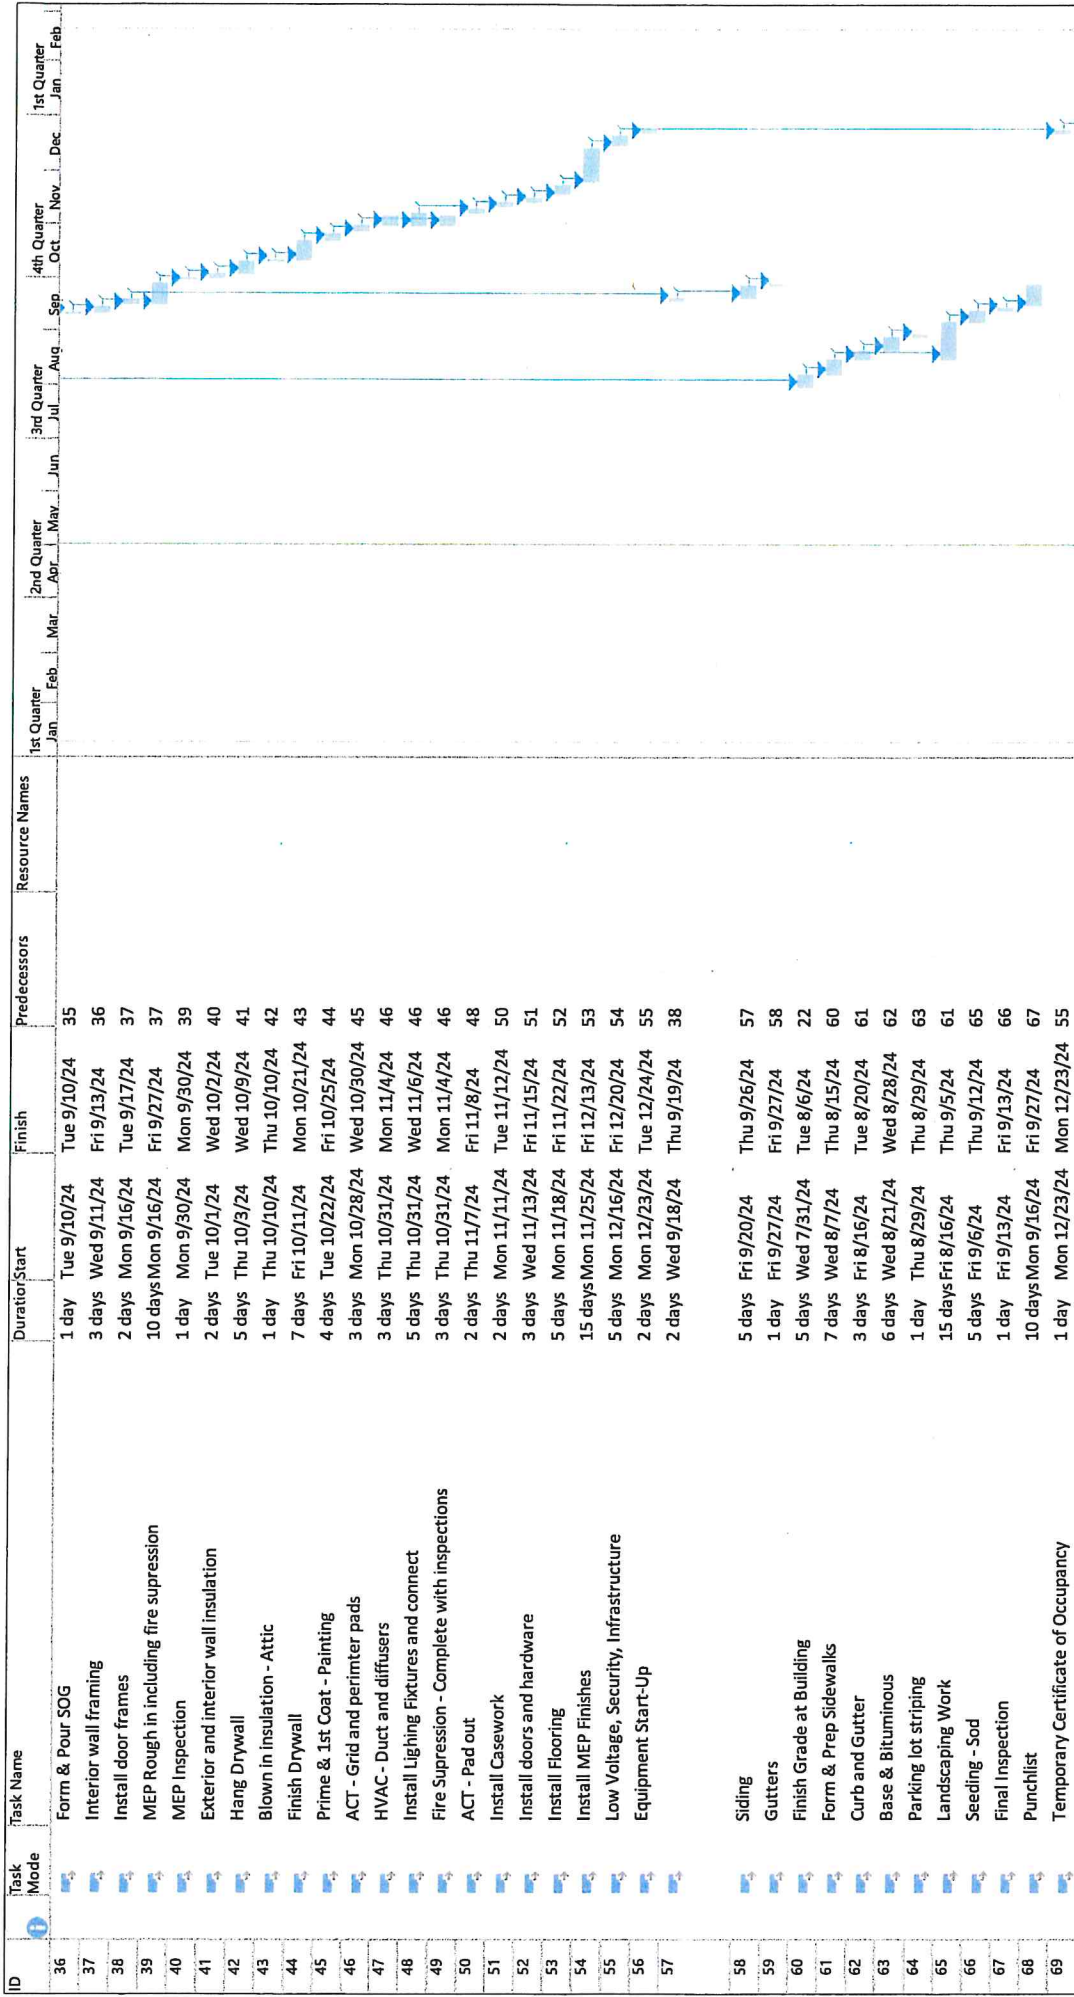 ID Task Mode Task Name Duration Start Finish Predecessors Resource Names 1st Quarter 2nd Quarter 3rd Quarter 4th Quarter 1st Quarter
Jan Feb Mar Apr May Jun Jul Aug Sep Oct Nov Dec Jan Feb
36 Form & Pour SOG 1 day Tue 9/10/24 Tue 9/10/24 35
37 Interior wall framing 3 days Wed 9/11/24 Fri 9/13/24 36
38 Install door frames 2 days Mon 9/16/24 Tue 9/17/24 37
39 MEP Rough in including fire supression 10 days Mon 9/16/24 Fri 9/27/24 37
40 MEP Inspection 1 day Mon 9/30/24 Mon 9/30/24 39
41 Exterior and interior wall insulation 2 days Tue 10/1/24 Wed 10/2/24 40
42 Hang Drywall 5 days Thu 10/3/24 Wed 10/9/24 41
43 Blown in insulation - Attic 1 day Thu 10/10/24 Thu 10/10/24 42
44 Finish Drywall 7 days Fri 10/11/24 Mon 10/21/24 43
45 Prime & 1st Coat - Painting 4 days Tue 10/22/24 Fri 10/25/24 44
46 ACT - Grid and perimter pads 3 days Mon 10/28/24 Wed 10/30/24 45
47 HVAC - Duct and diffusers 3 days Thu 10/31/24 Mon 11/4/24 46
48 Install Lighing Fixtures and connect 5 days Thu 10/31/24 Wed 11/6/24 46
49 Fire Supression - Complete with inspections 3 days Thu 10/31/24 Mon 11/4/24 46
50 ACT - Pad out 2 days Thu 11/7/24 Fri 11/8/24 48
51 Install Casework 2 days Mon 11/11/24 Tue 11/12/24 50
52 Install doors and hardware 3 days Wed 11/13/24 Fri 11/15/24 51
53 Install Flooring 5 days Mon 11/18/24 Fri 11/22/24 52
54 Install MEP Finishes 15 days Mon 11/25/24 Fri 12/13/24 53
55 Low Voltage, Security, Infrastructure 5 days Mon 12/16/24 Fri 12/20/24 54
56 Equipment Start-Up 2 days Mon 12/23/24 Tue 12/24/24 55
57 2 days Wed 9/18/24 Thu 9/19/24 38
58 Siding 5 days Fri 9/20/24 Thu 9/26/24 57
59 Gutters 1 day Fri 9/27/24 Fri 9/27/24 58
60 Finish Grade at Building 5 days Wed 7/31/24 Tue 8/6/24 22
61 Form & Prep Sidewalks 7 days Wed 8/7/24 Thu 8/15/24 60
62 Curb and Gutter 3 days Fri 8/16/24 Tue 8/20/24 61
63 Base & Bituminous 6 days Wed 8/21/24 Wed 8/28/24 62
64 Parking lot striping 1 day Thu 8/29/24 Thu 8/29/24 63
65 Landscaping Work 15 days Fri 8/16/24 Thu 9/5/24 61
66 Seeding - Sod 5 days Fri 9/6/24 Thu 9/12/24 65
67 Final Inspection 1 day Fri 9/13/24 Fri 9/13/24 66
68 Punchlist 10 days Mon 9/16/24 Fri 9/27/24 67
69 Temporary Certificate of Occupancy 1 day Mon 12/23/24 Mon 12/23/24 55